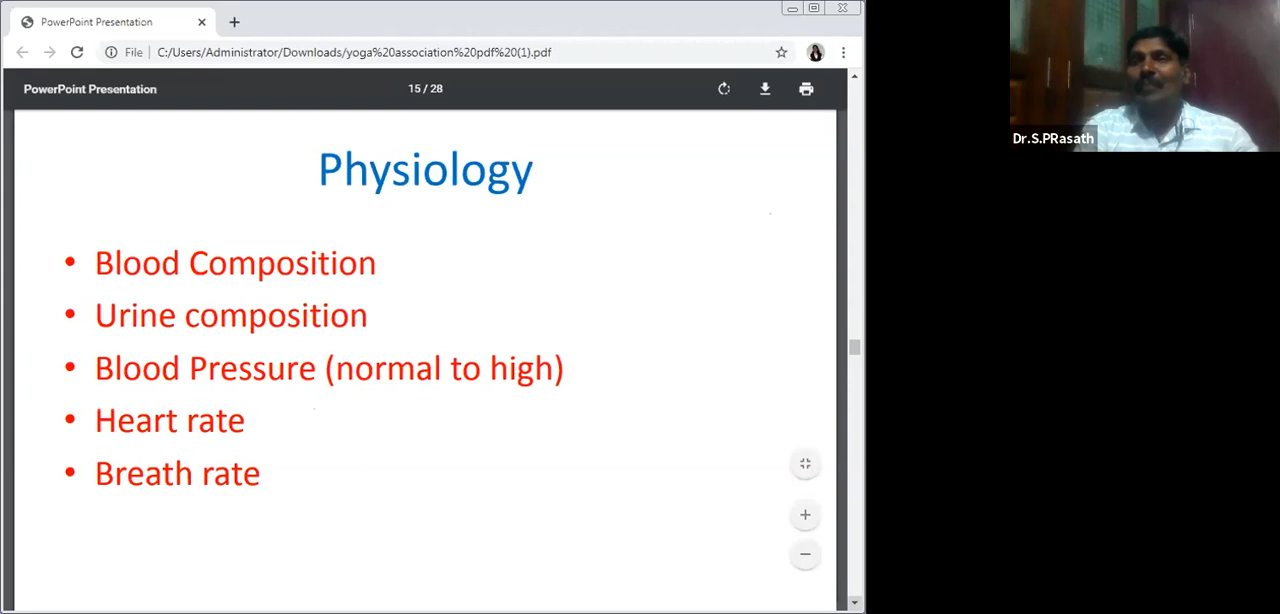 PowerPoint Presentation
File C:/Users/Administrator/Downloads/yoga%20association%20pdf%20(1).pdf
PowerPoint Presentation 15 / 28
Physiology
• Blood Composition
• Urine composition
• Blood Pressure (normal to high)
• Heart rate
• Breath rate
Dr.S.PRasath